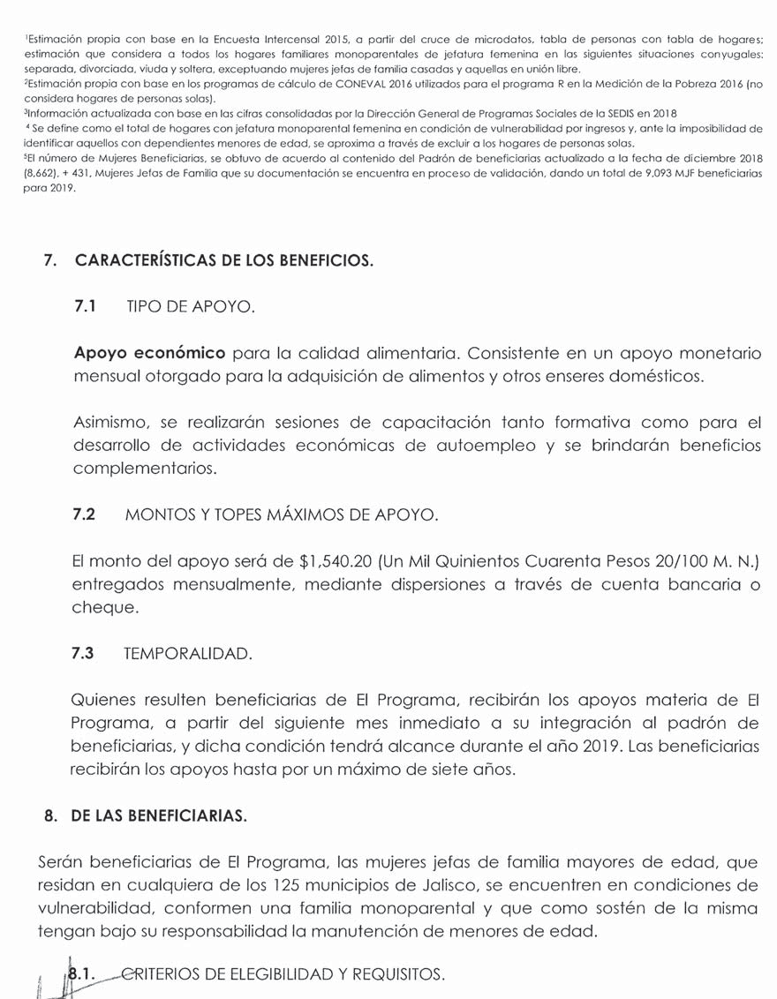 ¹Estimación propia con base en la Encuesta Intercensal 2015, a partir del cruce de microdatos, tabla de personas con tabla de hogares;
estimación que considera a todos los hogares familiares monoparentales de jefatura femenina en las siguientes situaciones conyugales:
separada, divorciada, viuda y soltera, exceptuando mujeres jefas de familia casadas y aquellas en unión libre.
²Estimación propia con base en los programas de cálculo de CONEVAL 2016 utilizados para el programa R en la Medición de la Pobreza 2016 (no
considera hogares de personas solas).
³Información actualizada con base en las cifras consolidadas por la Dirección General de Programas Sociales de la SEDIS en 2018
⁴ Se define como el total de hogares con jefatura monoparental femenina en condición de vulnerabilidad por ingresos y, ante la imposibilidad de
identificar aquellos con dependientes menores de edad, se aproxima a través de excluir a los hogares de personas solas.
⁵El número de Mujeres Beneficiarias, se obtuvo de acuerdo al contenido del Padrón de beneficiarios actualizado a la fecha de diciembre 2018
(8,662), + 431, Mujeres Jefas de Familia que su documentación se encuentra en proceso de validación, dando un total de 9,093 MJF beneficiarias
para 2019.
7. CARACTERÍSTICAS DE LOS BENEFICIOS.
7.1 TIPO DE APOYO.
Apoyo económico para la calidad alimentaria. Consistente en un apoyo monetario
mensual otorgado para la adquisición de alimentos y otros enseres domésticos.
Asimismo, se realizarán sesiones de capacitación tanto formativa como para el
desarrollo de actividades económicas de autoempleo y se brindarán beneficios
complementarios.
7.2 MONTOS Y TOPES MÁXIMOS DE APOYO.
El monto del apoyo será de $1,540.20 (Un Mil Quinientos Cuarenta Pesos 20/100 M. N.)
entregados mensualmente, mediante dispersiones a través de cuenta bancaria o
cheque.
7.3 TEMPORALIDAD.
Quienes resulten beneficiarias de El Programa, recibirán los apoyos materia de El
Programa, a partir del siguiente mes inmediato a su integración al padrón de
beneficiarias, y dicha condición tendrá alcance durante el año 2019. Las beneficiarias
recibirán los apoyos hasta por un máximo de siete años.
8. DE LAS BENEFICIARIAS.
Serán beneficiarias de El Programa, las mujeres jefas de familia mayores de edad, que
residan en cualquiera de los 125 municipios de Jalisco, se encuentren en condiciones de
vulnerabilidad, conformen una familia monoparental y que como sostén de la misma
tengan bajo su responsabilidad la manutención de menores de edad.
8.1. CRITERIOS DE ELEGIBILIDAD Y REQUISITOS.